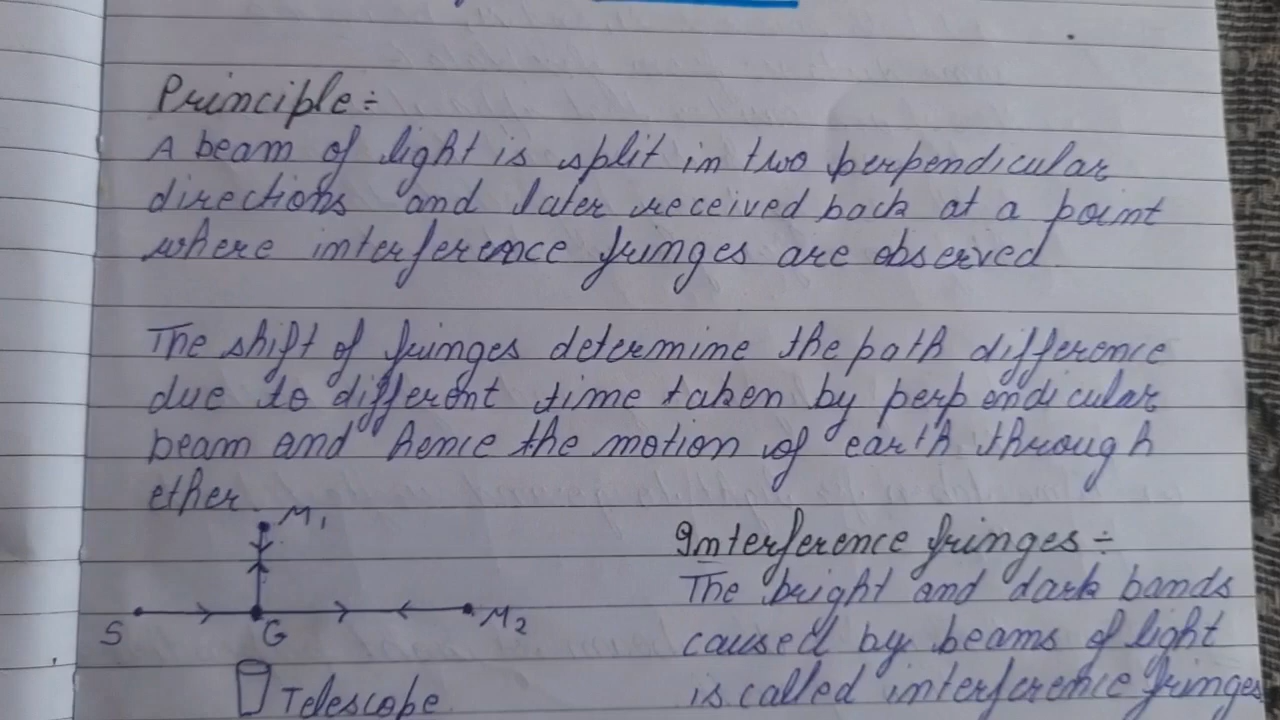 Principle ÷
A beam of light is split in two perpendicular
directions and later received back at a point
where interference fringes are observed
The shift of fringes determine the path difference
due to different time taken by perpendicular
beam and hence the motion of earth through
ether.
M1
S
G
M2
Telescope
Interference fringes ÷
The bright and dark bands
caused by beams of light
is called interference fringes